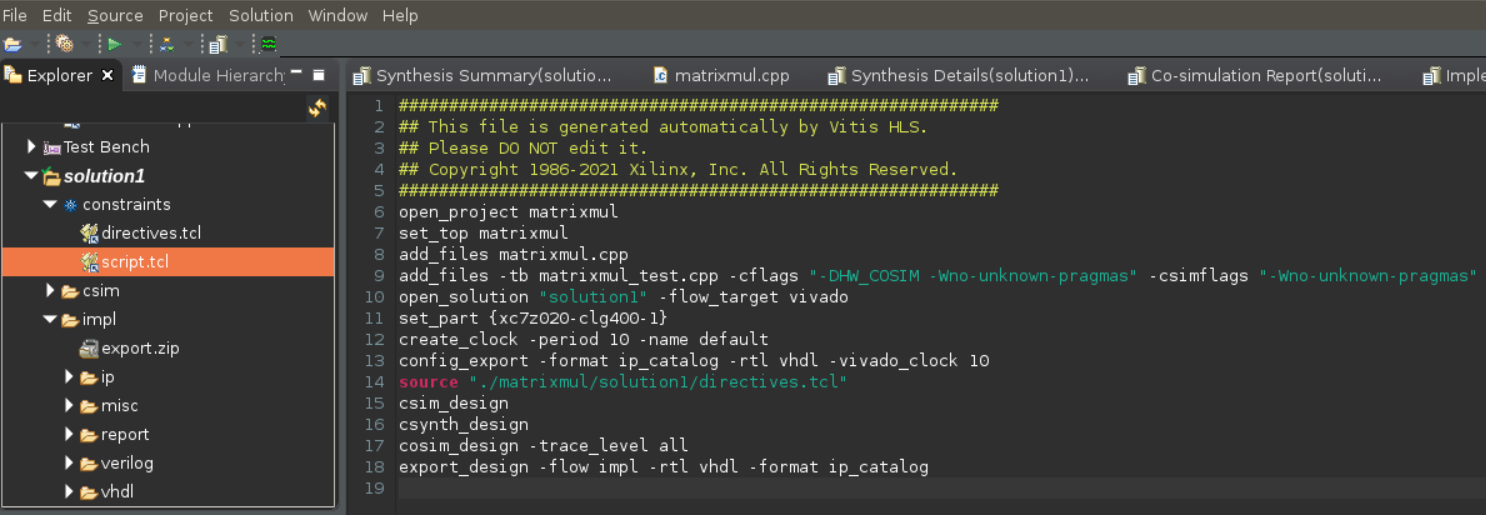 File Edit Source Project Solution Window Help
Explorer Module Hierarch
Synthesis Summary(solutio... matrixmul.cpp Synthesis Details(solution1)... Co-simulation Report(soluti... Imple
Test Bench
solution1
constraints
directives.tcl
script.tcl
csim
impl
export.zip
ip
misc
report
verilog
vhdl
1 ############################################################
2 ## This file is generated automatically by Vitis HLS.
3 ## Please DO NOT edit it.
4 ## Copyright 1986-2021 Xilinx, Inc. All Rights Reserved.
5 ############################################################
6 open_project matrixmul
7 set_top matrixmul
8 add_files matrixmul.cpp
9 add_files -tb matrixmul_test.cpp -cflags "-DHW_COSIM -Wno-unknown-pragmas" -csimflags "-Wno-unknown-pragmas"
10 open_solution "solution1" -flow_target vivado
11 set_part {xc7z020-clg400-1}
12 create_clock -period 10 -name default
13 config_export -format ip_catalog -rtl vhdl -vivado_clock 10
14 source "./matrixmul/solution1/directives.tcl"
15 csim_design
16 csynth_design
17 cosim_design -trace_level all
18 export_design -flow impl -rtl vhdl -format ip_catalog
19